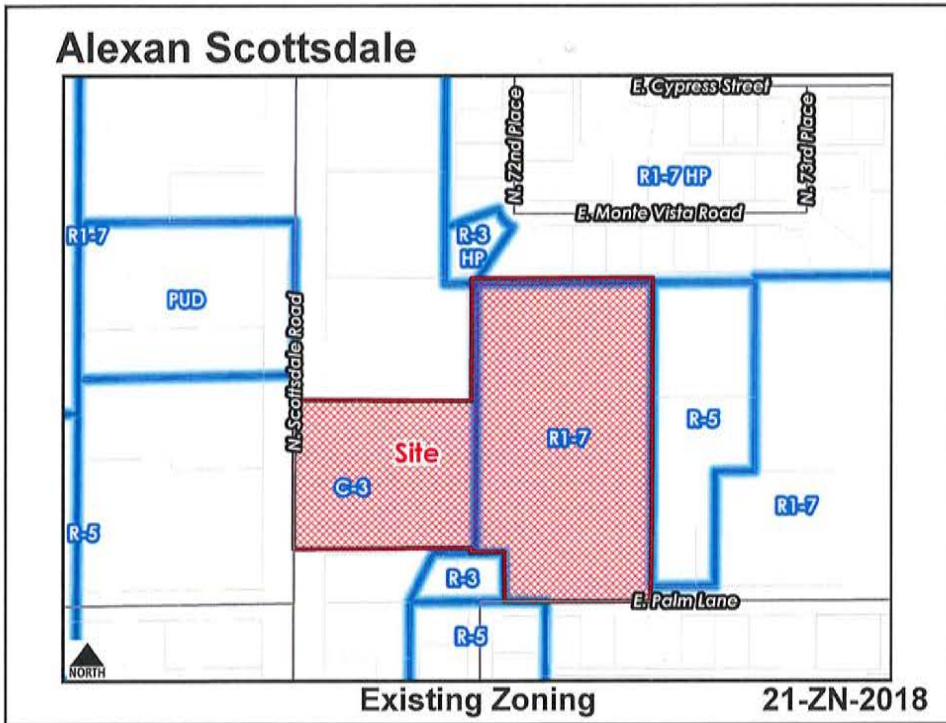 Alexan Scottsdale
E. Cypress Street
N. 72nd Place
N. 73rd Place
R1-7 HP
E. Monte Vista Road
R1-7
R-3
HP
PUD
N. Scottsdale Road
Site
C-3
R1-7
R-5
R1-7
R-5
R-3
E. Palm Lane
R-5
NORTH
Existing Zoning
21-ZN-2018